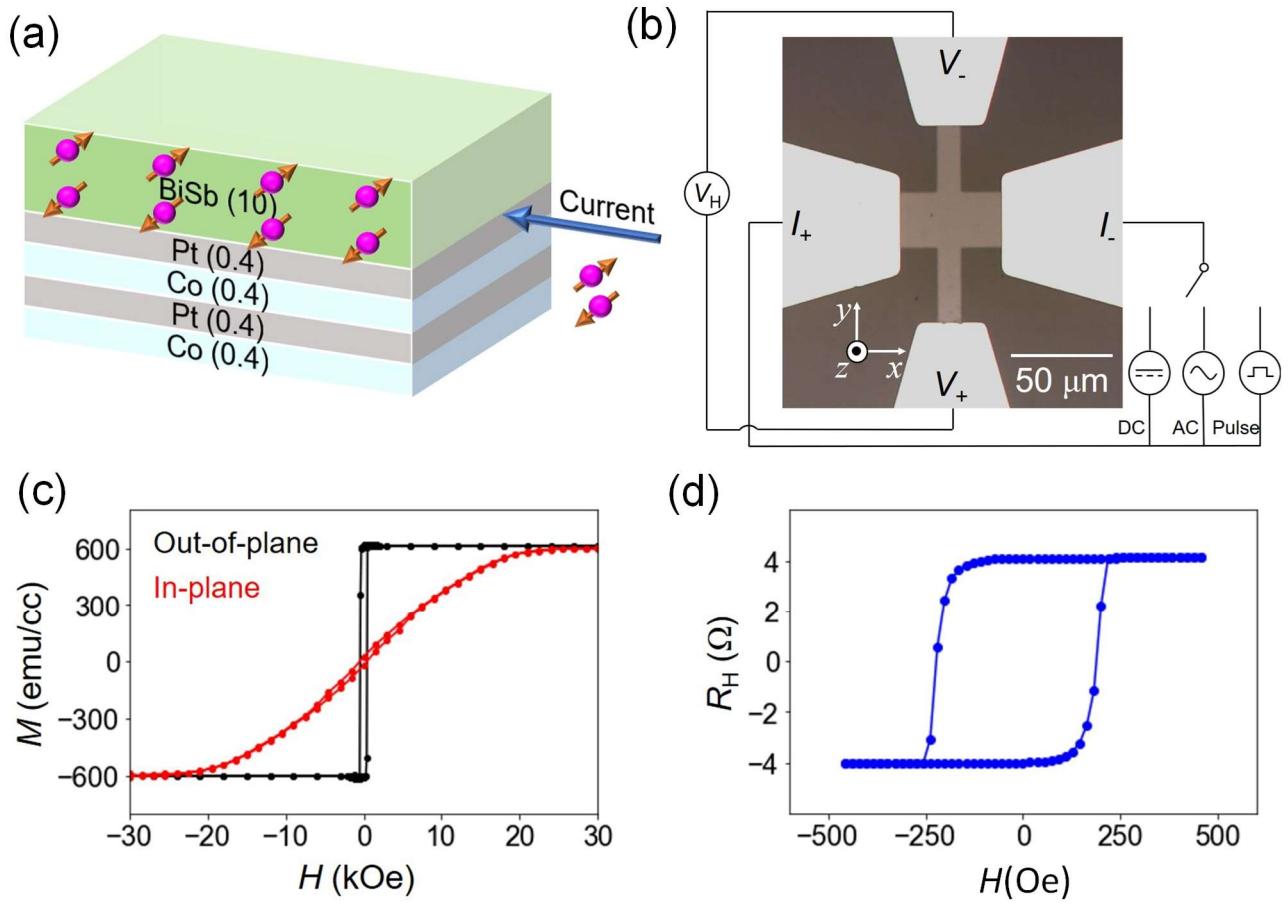 (a)
BiSb (10)
Pt (0.4)
Co (0.4)
Pt (0.4)
Co (0.4)
Current
(b)
V-
VH
I+
I-
y
z
x
50 μm
V+
DC
AC
Pulse
(c)
Out-of-plane
In-plane
M (emu/cc)
600
300
0
−300
−600
−30
−20
−10
0
10
20
30
H (kOe)
(d)
RH (Ω)
4
2
0
−2
−4
−500
−250
0
250
500
H(Oe)